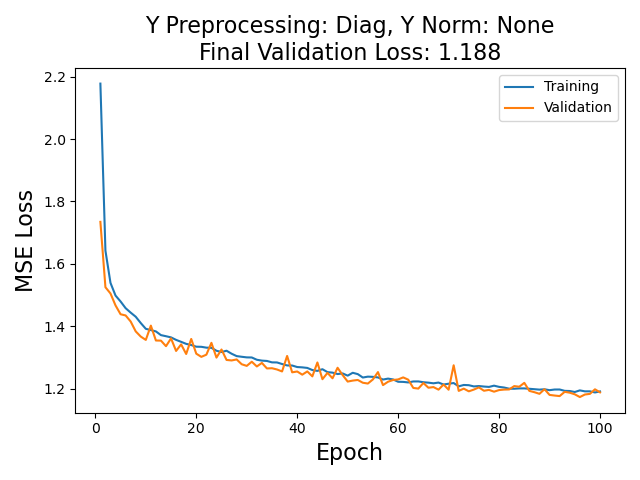 Y Preprocessing: Diag, Y Norm: None
Final Validation Loss: 1.188
Training
Validation
2.2
2.0
1.8
1.6
1.4
1.2
MSE Loss
0
20
40
60
80
100
Epoch